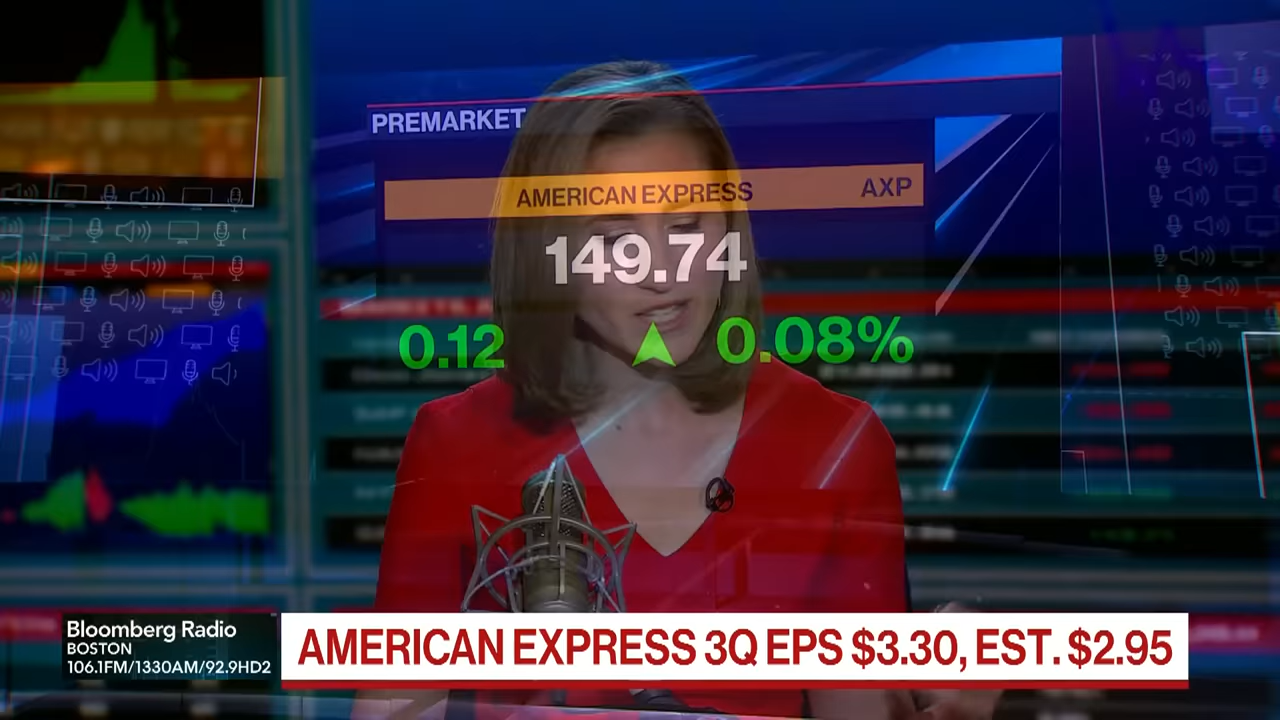 PREMARKET
AMERICAN EXPRESS AXP
149.74
0.12 0.08%
Bloomberg Radio
BOSTON
106.1FM/1330AM/92.9HD2
AMERICAN EXPRESS 3Q EPS $3.30, EST. $2.95